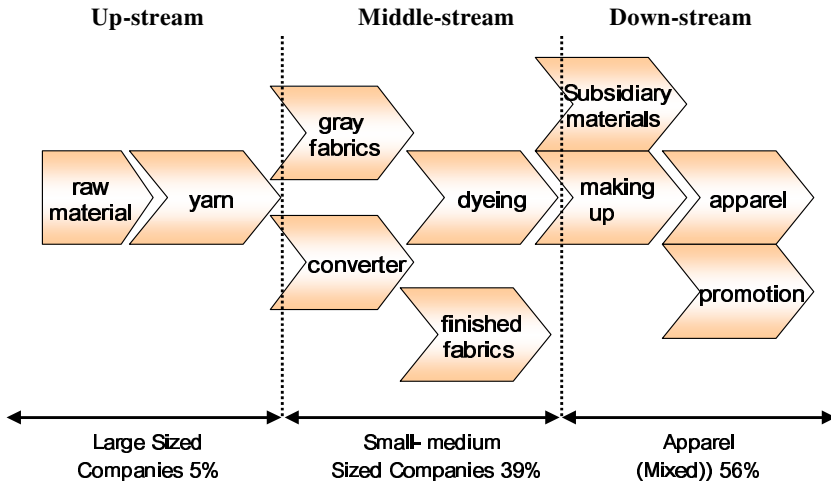 Up-stream
Middle-stream
Down-stream
raw
material
yarn
gray
fabrics
converter
dyeing
finished
fabrics
Subsidiary
materials
making
up
apparel
promotion
Large Sized
Companies 5%
Small- medium
Sized Companies 39%
Apparel
(Mixed)) 56%